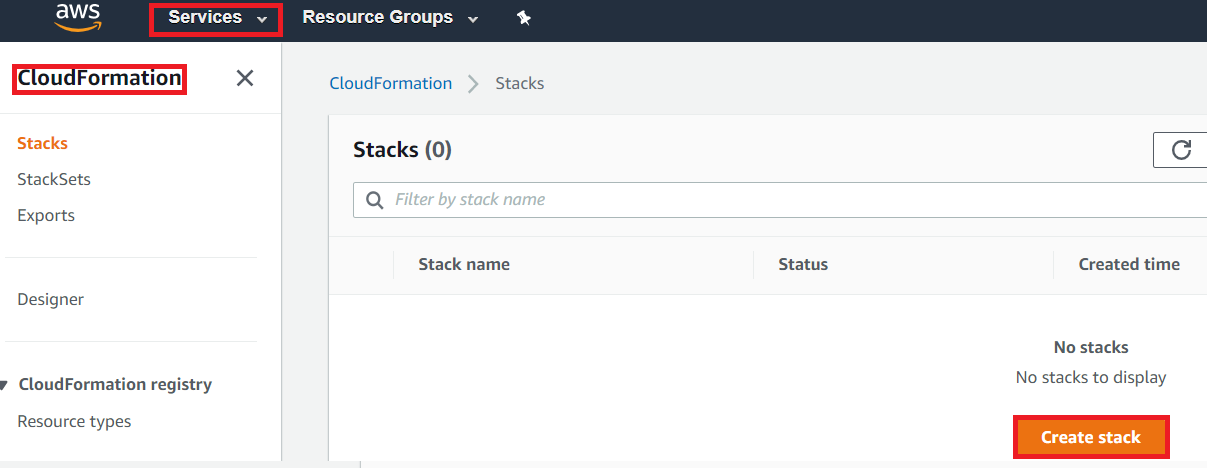 aws Services Resource Groups
CloudFormation
Stacks
StackSets
Exports
Designer
CloudFormation registry
Resource types
CloudFormation Stacks
Stacks (0)
Filter by stack name
Stack name Status Created time
No stacks
No stacks to display
Create stack